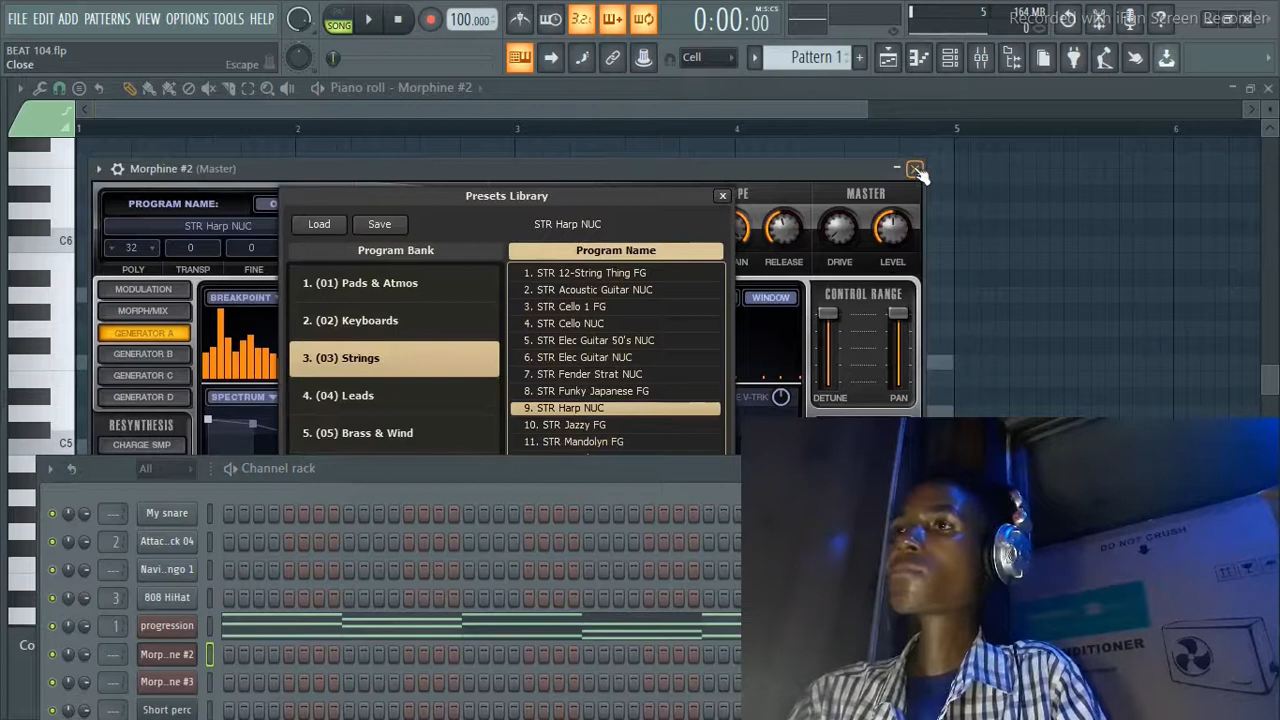 FILE EDIT ADD PATTERNS VIEW OPTIONS TOOLS HELP
PAT
SONG
100.000
3.2
0:00:00
M:S:CS
5
164 MB
0
Recorded with iFun Screen Recorder
BEAT 104.flp
Close
Escape
Cell
Pattern 1
Piano roll - Morphine #2
1
2
3
4
5
6
C6
C5
Morphine #2 (Master)
PROGRAM NAME:
STR Harp NUC
32
0
0
POLY
TRANSP
FINE
RELEASE
MASTER
DRIVE
LEVEL
MODULATION
MORPH/MIX
GENERATOR A
GENERATOR B
GENERATOR C
GENERATOR D
RESYNTHESIS
CHARGE SMP
BREAKPOINT
SPECTRUM
WINDOW
V-TRK
CONTROL RANGE
DETUNE
PAN
Presets Library
Load
Save
STR Harp NUC
Program Bank
Program Name
1. (01) Pads & Atmos
2. (02) Keyboards
3. (03) Strings
4. (04) Leads
5. (05) Brass & Wind
1. STR 12-String Thing FG
2. STR Acoustic Guitar NUC
3. STR Cello 1 FG
4. STR Cello NUC
5. STR Elec Guitar 50's NUC
6. STR Elec Guitar NUC
7. STR Fender Strat NUC
8. STR Funky Japanese FG
9. STR Harp NUC
10. STR Jazzy FG
11. STR Mandolyn FG
All
Channel rack
My snare
2
Attac..ck 04
Navi..ngo 1
3
808 HiHat
1
progression
Morp..ne #2
Morp..ne #3
Short perc
Co
DO NOT CRUSH